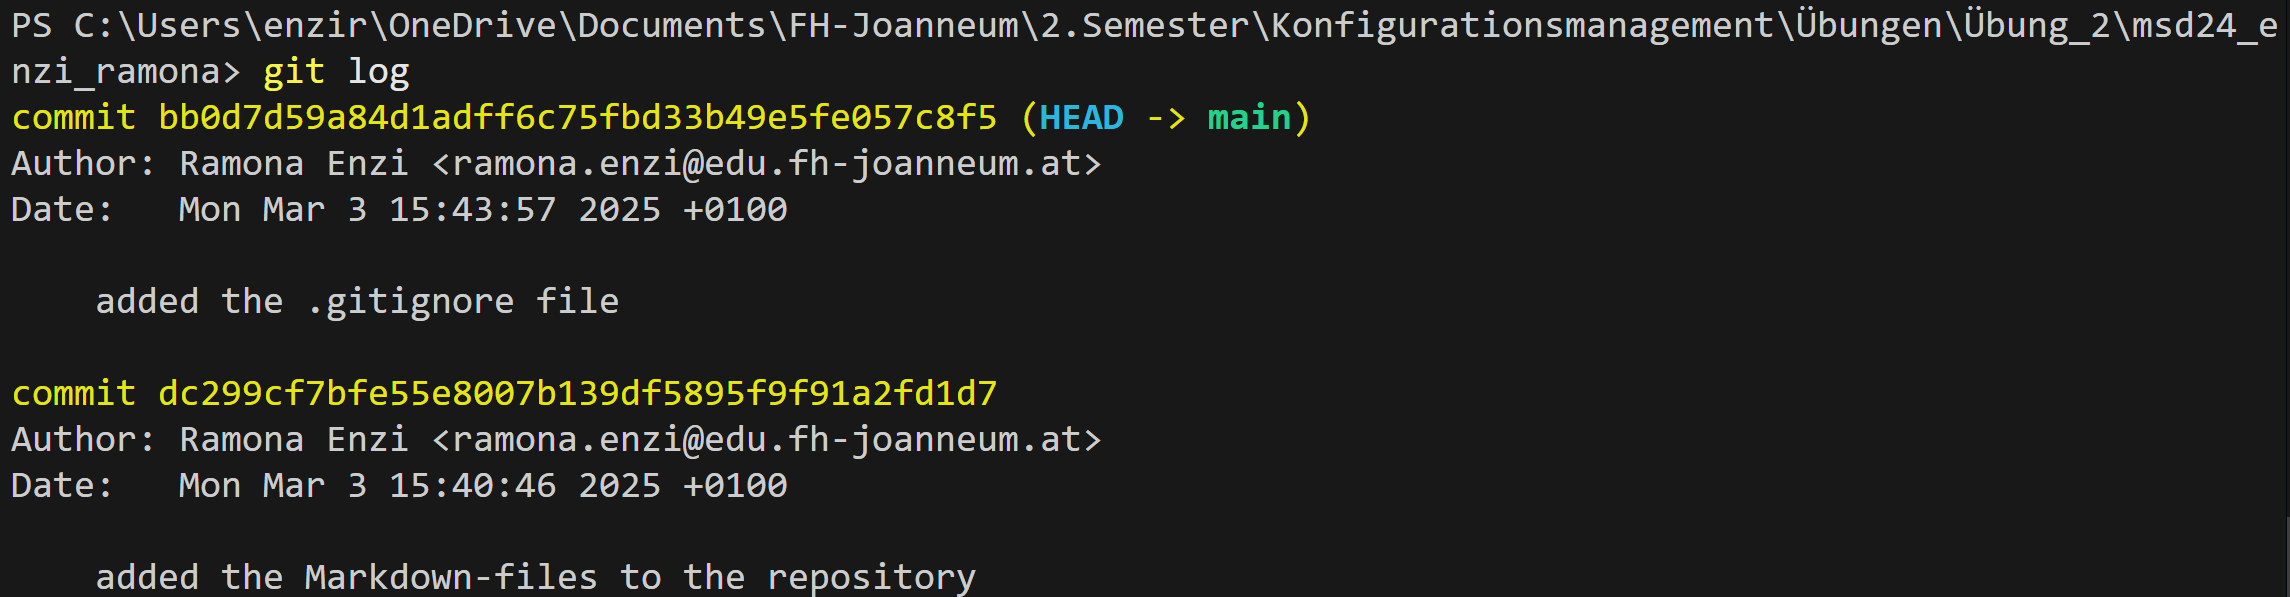 PS C:\Users\enzir\OneDrive\Documents\FH-Joanneum\2.Semester\Konfigurationsmanagement\Übungen\Übung_2\msd24_e
nzi_ramona> git log
commit bb0d7d59a84d1adff6c75fbd33b49e5fe057c8f5 (HEAD -> main)
Author: Ramona Enzi <ramona.enzi@edu.fh-joanneum.at>
Date:   Mon Mar 3 15:43:57 2025 +0100
    added the .gitignore file
commit dc299cf7bfe55e8007b139df5895f9f91a2fd1d7
Author: Ramona Enzi <ramona.enzi@edu.fh-joanneum.at>
Date:   Mon Mar 3 15:40:46 2025 +0100
    added the Markdown-files to the repository